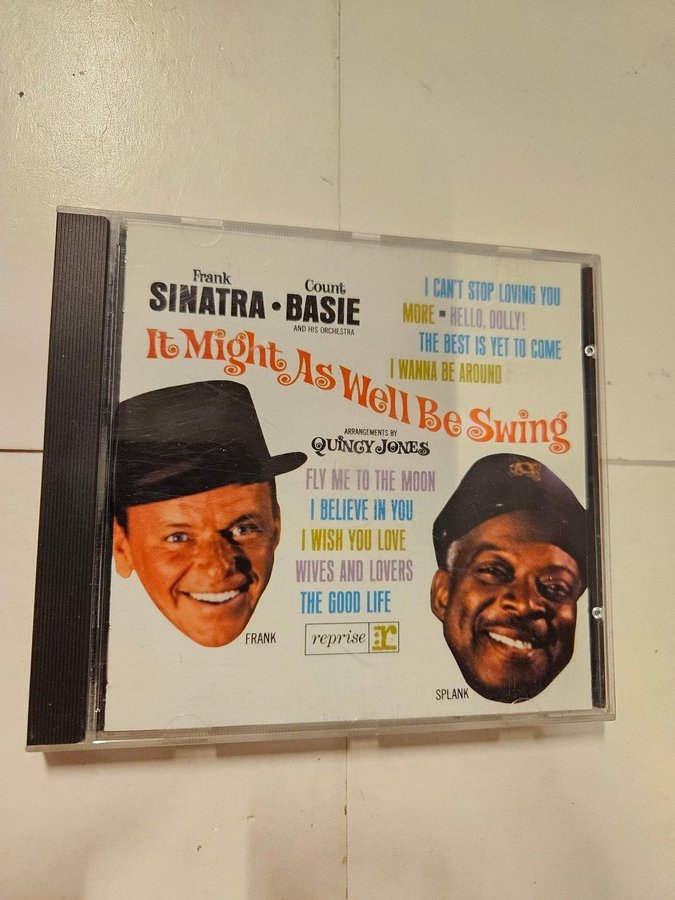 Frank Count
SINATRA • BASIE
AND HIS ORCHESTRA
It Might As Well Be Swing
I CAN'T STOP LOVING YOU
MORE • HELLO, DOLLY!
THE BEST IS YET TO COME
I WANNA BE AROUND
ARRANGEMENTS BY
QUINCY JONES
FLY ME TO THE MOON
I BELIEVE IN YOU
I WISH YOU LOVE
WIVES AND LOVERS
THE GOOD LIFE
reprise r
FRANK
SPLANK